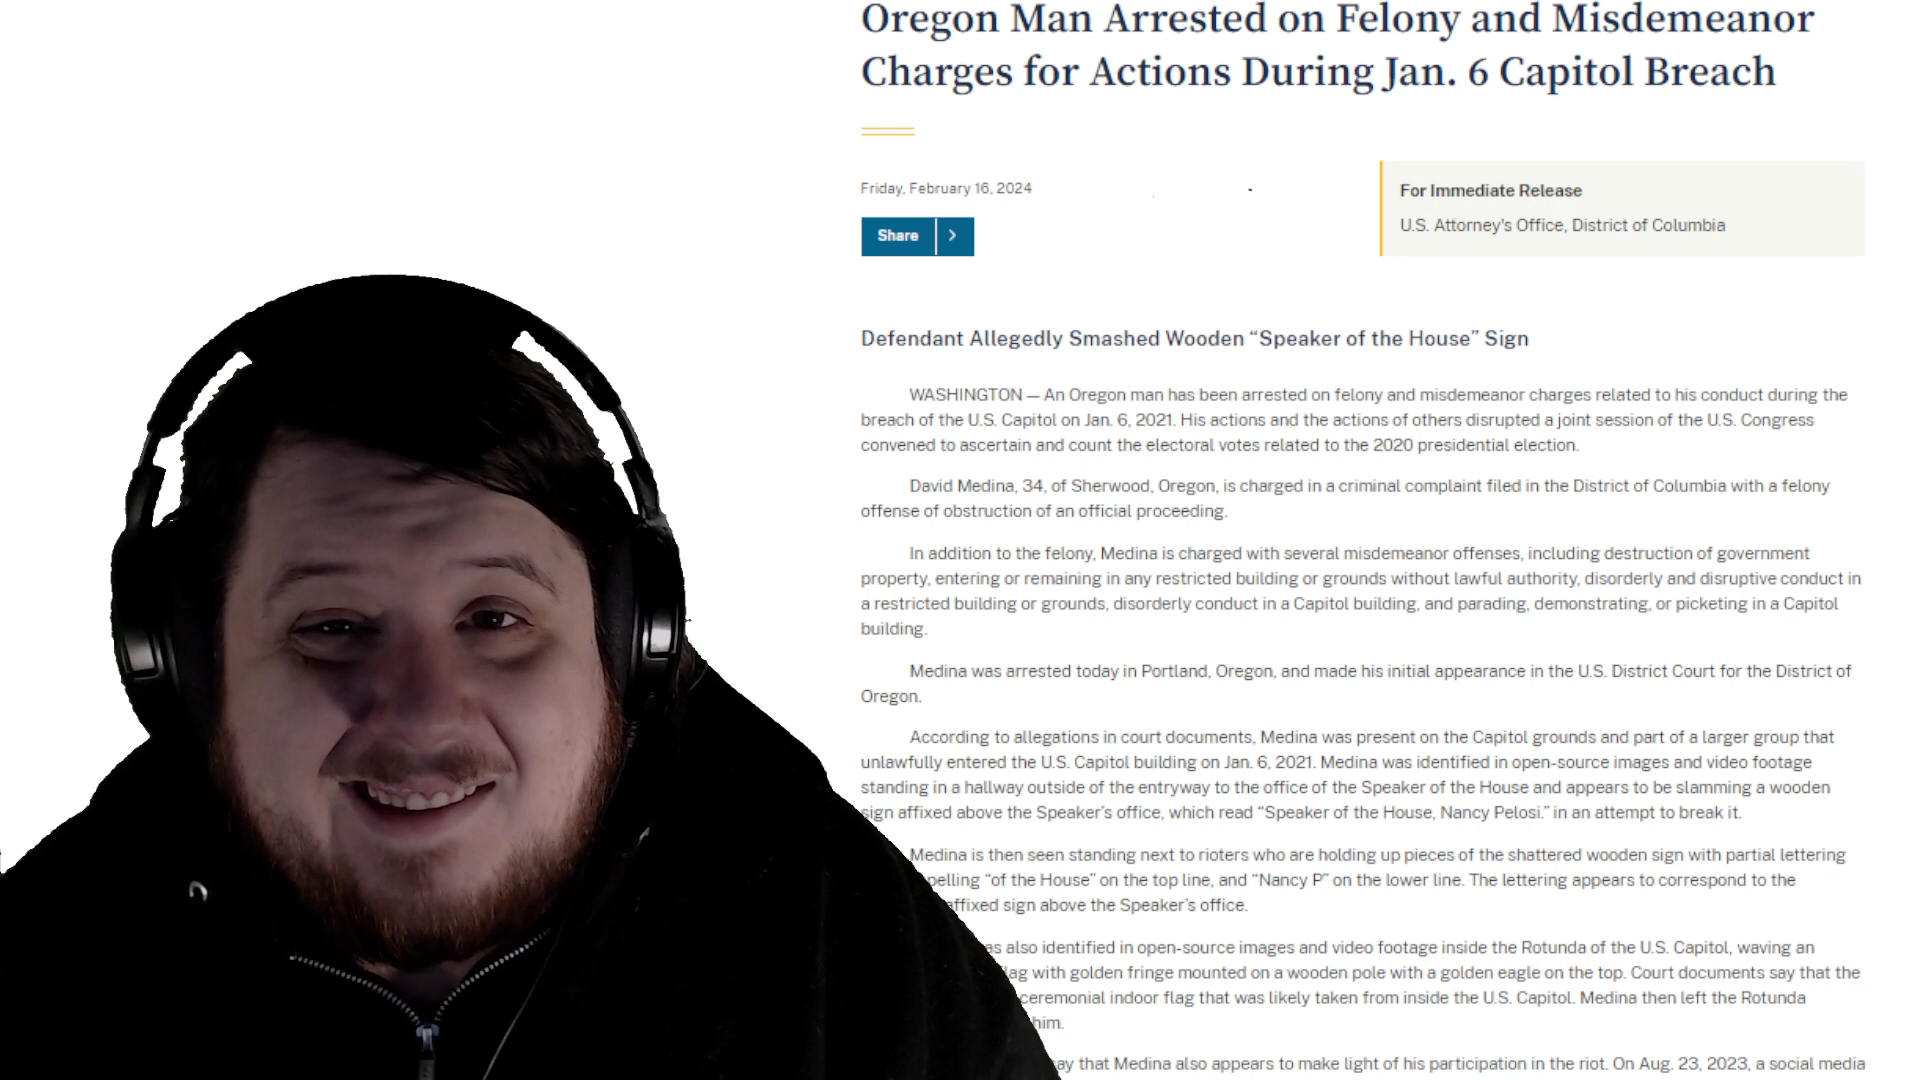 Oregon Man Arrested on Felony and Misdemeanor
Charges for Actions During Jan. 6 Capitol Breach
Friday, February 16, 2024
Share
For Immediate Release
U.S. Attorney's Office, District of Columbia
Defendant Allegedly Smashed Wooden “Speaker of the House” Sign
WASHINGTON — An Oregon man has been arrested on felony and misdemeanor charges related to his conduct during the
breach of the U.S. Capitol on Jan. 6, 2021. His actions and the actions of others disrupted a joint session of the U.S. Congress
convened to ascertain and count the electoral votes related to the 2020 presidential election.
David Medina, 34, of Sherwood, Oregon, is charged in a criminal complaint filed in the District of Columbia with a felony
offense of obstruction of an official proceeding.
In addition to the felony, Medina is charged with several misdemeanor offenses, including destruction of government
property, entering or remaining in any restricted building or grounds without lawful authority, disorderly and disruptive conduct in
a restricted building or grounds, disorderly conduct in a Capitol building, and parading, demonstrating, or picketing in a Capitol
building.
Medina was arrested today in Portland, Oregon, and made his initial appearance in the U.S. District Court for the District of
Oregon.
According to allegations in court documents, Medina was present on the Capitol grounds and part of a larger group that
unlawfully entered the U.S. Capitol building on Jan. 6, 2021. Medina was identified in open-source images and video footage
standing in a hallway outside of the entryway to the office of the Speaker of the House and appears to be slamming a wooden
sign affixed above the Speaker’s office, which read “Speaker of the House, Nancy Pelosi.” in an attempt to break it.
Medina is then seen standing next to rioters who are holding up pieces of the shattered wooden sign with partial lettering
pelling “of the House” on the top line, and “Nancy P” on the lower line. The lettering appears to correspond to the
affixed sign above the Speaker’s office.
as also identified in open-source images and video footage inside the Rotunda of the U.S. Capitol, waving an
lag with golden fringe mounted on a wooden pole with a golden eagle on the top. Court documents say that the
ceremonial indoor flag that was likely taken from inside the U.S. Capitol. Medina then left the Rotunda
him.
ay that Medina also appears to make light of his participation in the riot. On Aug. 23, 2023, a social media